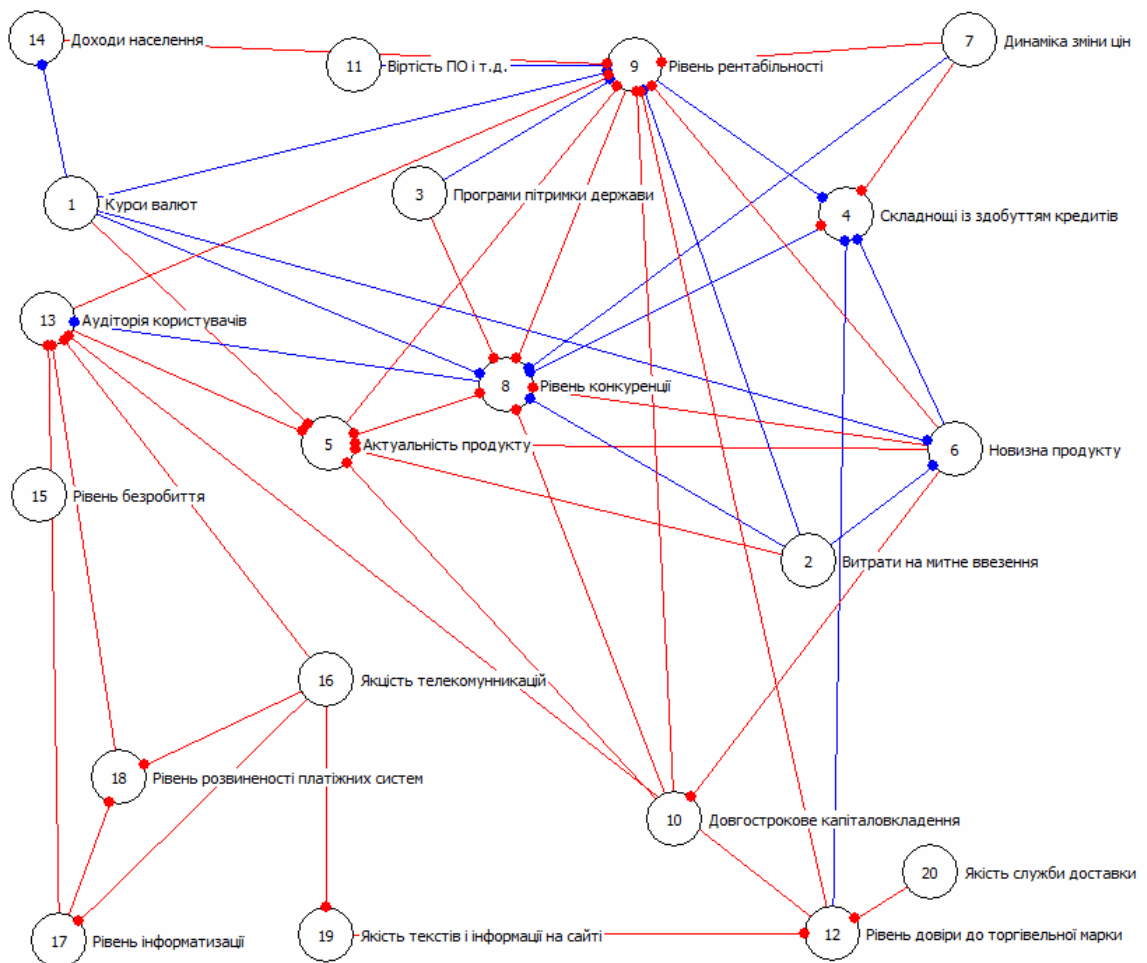 14 Доходи населення
7 Динаміка зміни цін
11 Віртість ПО і т.д.
9 Рівень рентабільності
3 Програми пітримки держави
1 Курси валют
4 Складнощі із здобуттям кредитів
13 Аудіторія користувачів
8 Рівень конкуренції
5 Актуальність продукту
6 Новизна продукту
15 Рівень безробиття
2 Витрати на митне ввезення
16 Якцість телекомунникацій
18 Рівень розвиненості платіжних систем
10 Довгострокове капіталовкладення
20 Якість служби доставки
17 Рівень інформатизації
19 Якість текстів і інформації на сайті
12 Рівень довіри до торгівельної марки